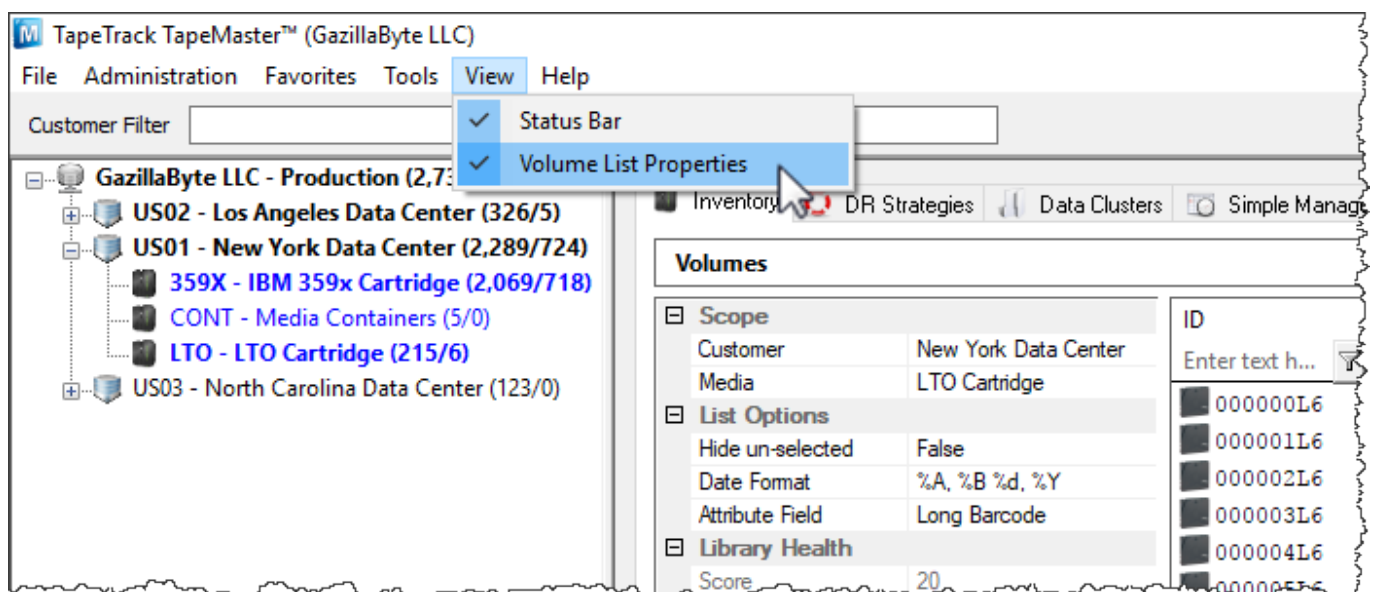 TapeTrack TapeMaster™ (GazillaByte LLC)
File Administration Favorites Tools View Help
Customer Filter
Status Bar
Volume List Properties
GazillaByte LLC - Production (2,73
US02 - Los Angeles Data Center (326/5)
US01 - New York Data Center (2,289/724)
359X - IBM 359x Cartridge (2,069/718)
CONT - Media Containers (5/0)
LTO - LTO Cartridge (215/6)
US03 - North Carolina Data Center (123/0)
Inventory DR Strategies Data Clusters Simple Manag
Volumes
Scope
Customer New York Data Center
Media LTO Cartridge
List Options
Hide un-selected False
Date Format %A, %B %d, %Y
Attribute Field Long Barcode
Library Health
Score 20
ID
Enter text h...
000000L6
000001L6
000002L6
000003L6
000004L6
000005L6